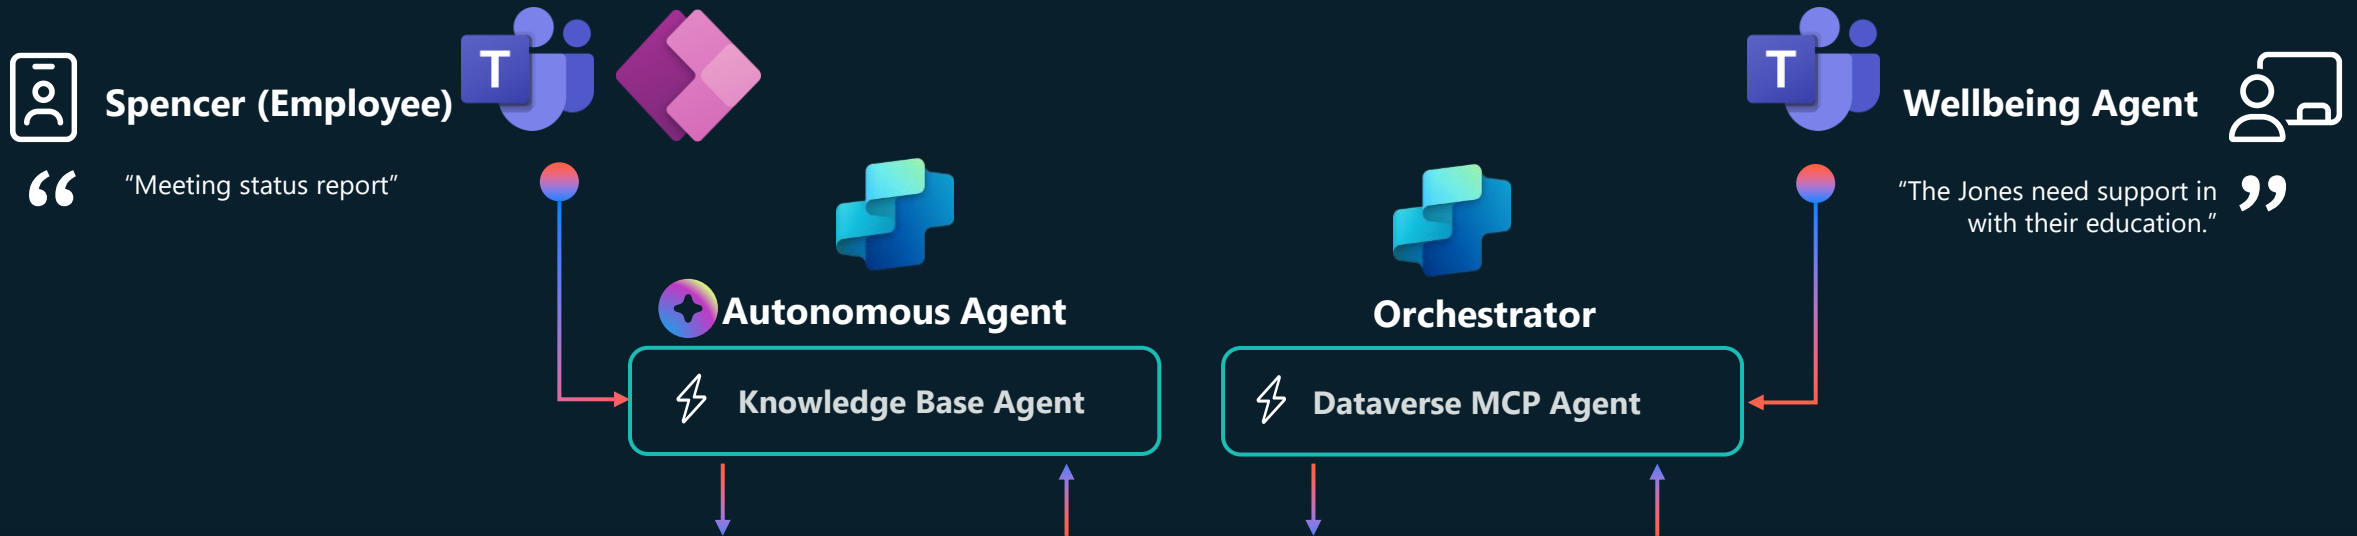 T
T
Spencer (Employee)
Wellbeing Agent
“Meeting status report”
“The Jones need support in
with their education.”
Autonomous Agent
Orchestrator
Knowledge Base Agent
Dataverse MCP Agent